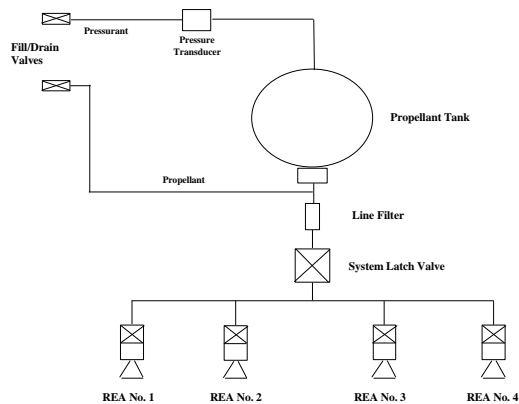 Pressurant
Fill/Drain
Valves
Pressure
Transducer
Propellant Tank
Propellant
Line Filter
System Latch Valve
REA No. 1
REA No. 2
REA No. 3
REA No. 4